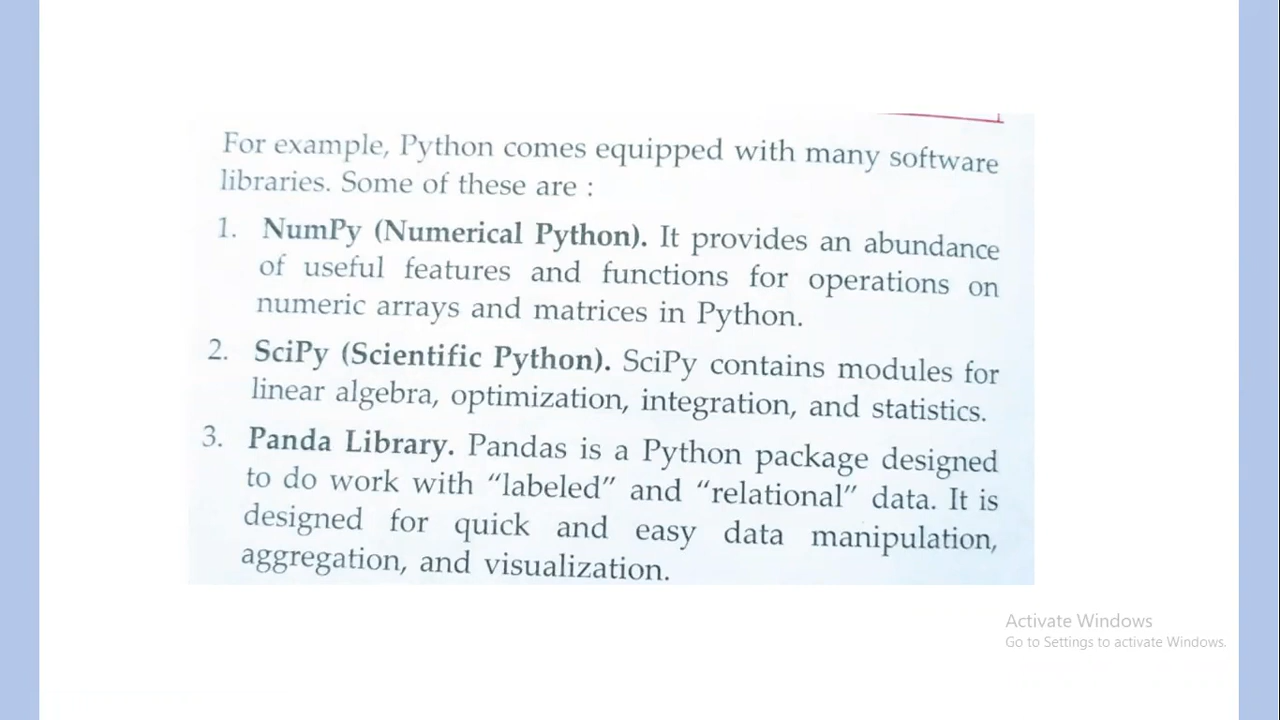 For example, Python comes equipped with many software
libraries. Some of these are :
1. NumPy (Numerical Python). It provides an abundance
of useful features and functions for operations on
numeric arrays and matrices in Python.
2. SciPy (Scientific Python). SciPy contains modules for
linear algebra, optimization, integration, and statistics.
3. Panda Library. Pandas is a Python package designed
to do work with “labeled” and “relational” data. It is
designed for quick and easy data manipulation,
aggregation, and visualization.
Activate Windows
Go to Settings to activate Windows.